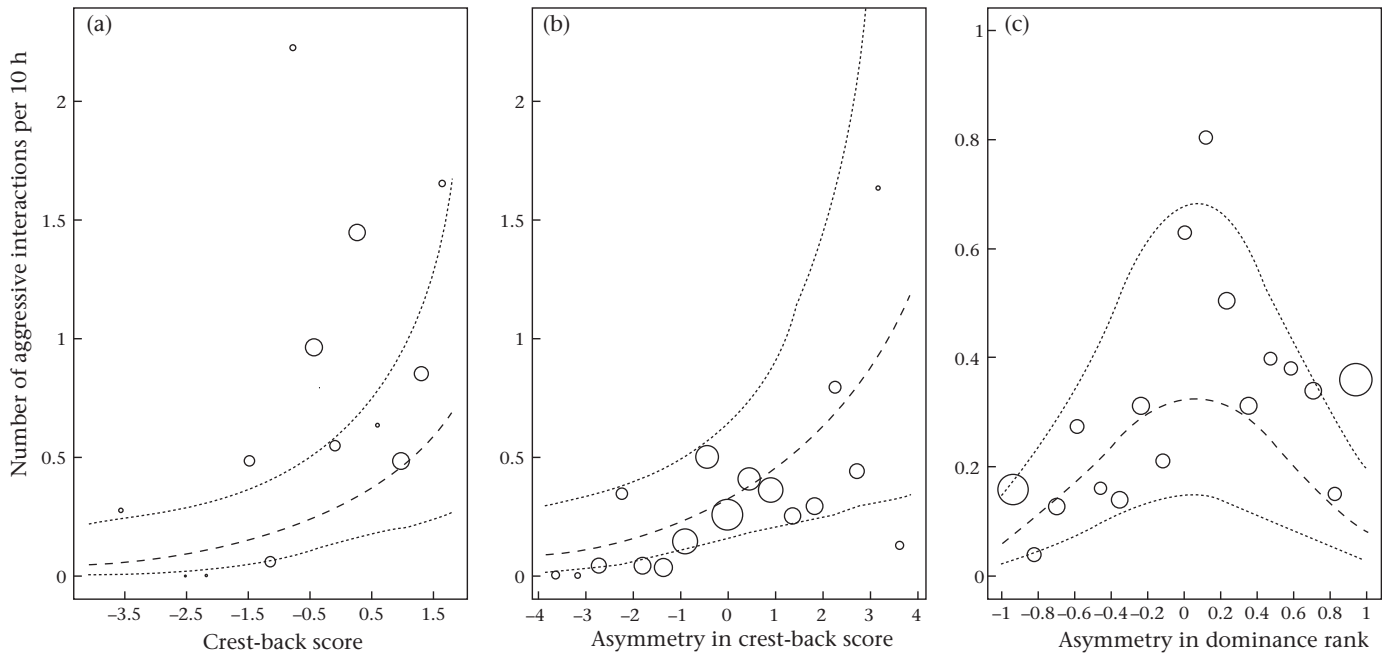 (a)
(b)
(c)
Number of aggressive interactions per 10 h
2
1.5
1
0.5
0
−3.5 −2.5 −1.5 −0.5 0.5 1.5
Crest-back score
2
1.5
1
0.5
0
−4 −3 −2 −1 0 1 2 3 4
Asymmetry in crest-back score
1
0.8
0.6
0.4
0.2
0
−1 −0.8 −0.6 −0.4 −0.2 0 0.2 0.4 0.6 0.8 1
Asymmetry in dominance rank